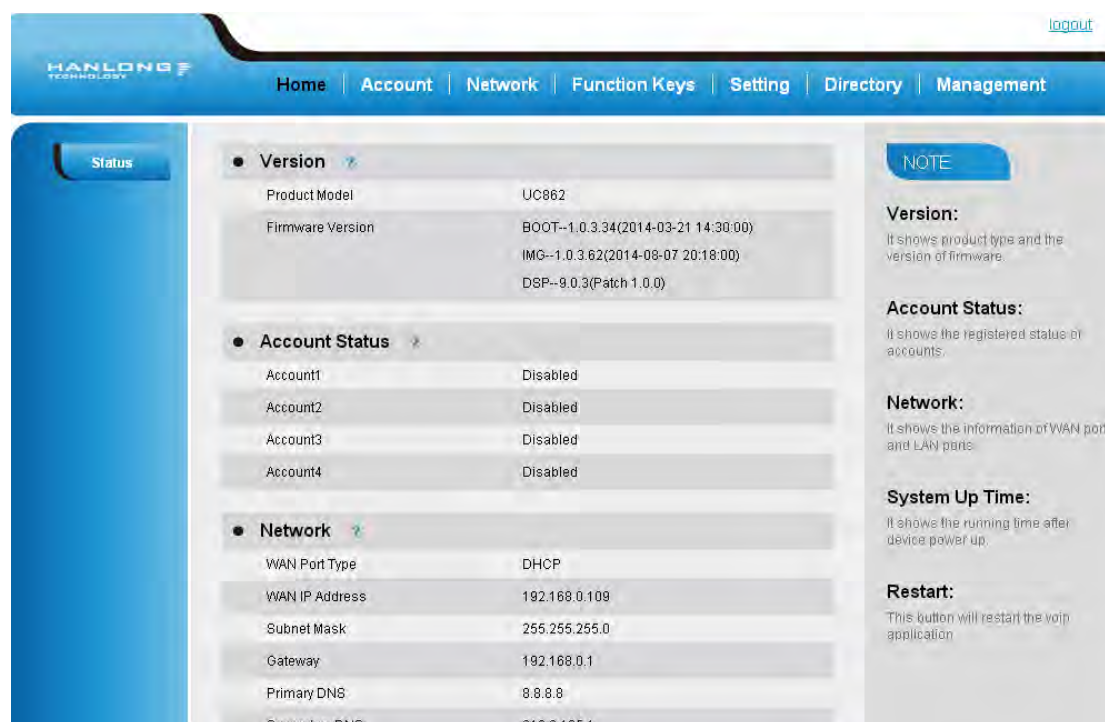 logout
HANLONG
TECHNOLOGY
Home Account Network Function Keys Setting Directory Management
Status
Version ?
Product Model UC862
Firmware Version BOOT--1.0.3.34(2014-03-21 14:30:00)
IMG--1.0.3.62(2014-08-07 20:18:00)
DSP--9.0.3(Patch 1.0.0)
Account Status ?
Account1 Disabled
Account2 Disabled
Account3 Disabled
Account4 Disabled
Network ?
WAN Port Type DHCP
WAN IP Address 192.168.0.109
Subnet Mask 255.255.255.0
Gateway 192.168.0.1
Primary DNS 8.8.8.8
NOTE
Version:
It shows product type and the
version of firmware.
Account Status:
It shows the registered status of
accounts.
Network:
It shows the information of WAN port
and LAN ports.
System Up Time:
It shows the running time after
device power up.
Restart:
This button will restart the voip
application